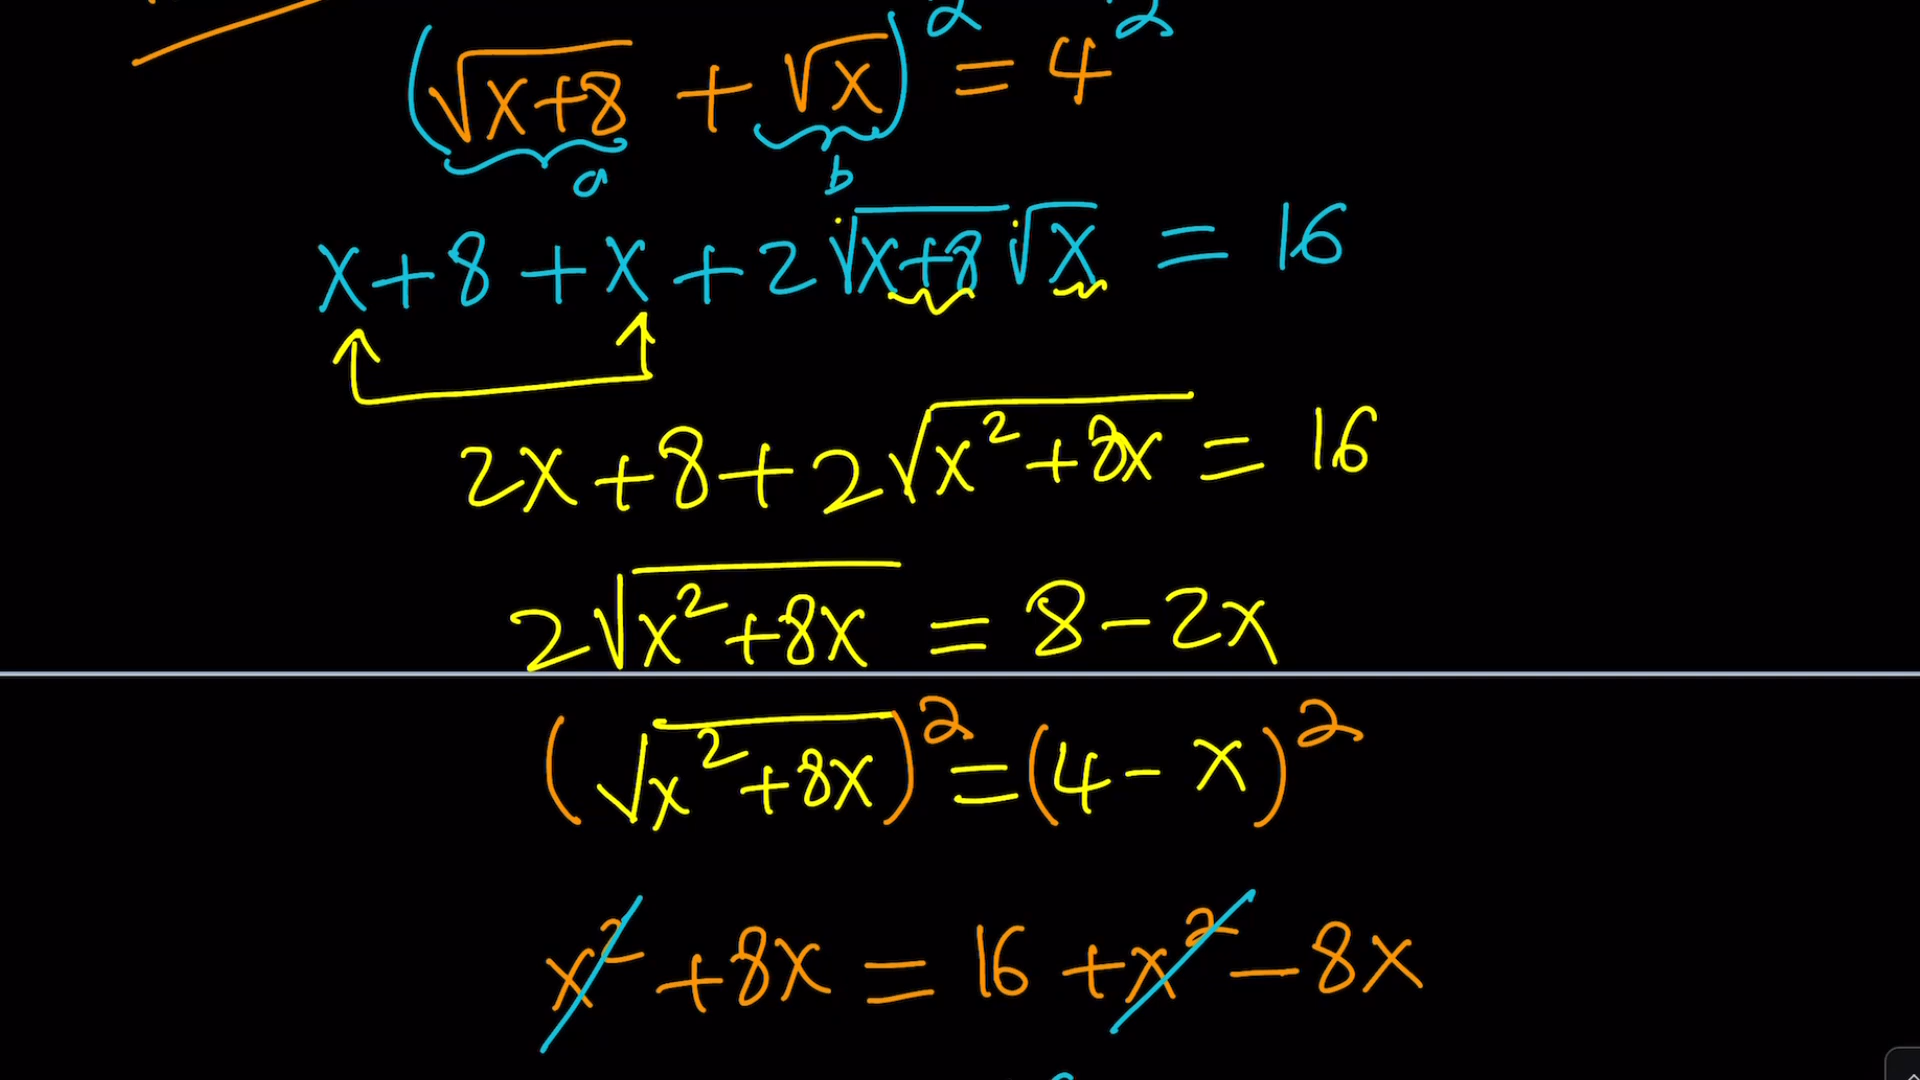 (√x+8 + √x)² = 4²
a b
x+8+x+2√x+8 √x = 16
2x+8+2√x²+8x = 16
2√x²+8x = 8-2x
(√x²+8x)² = (4-x)²
x²+8x = 16+x²-8x